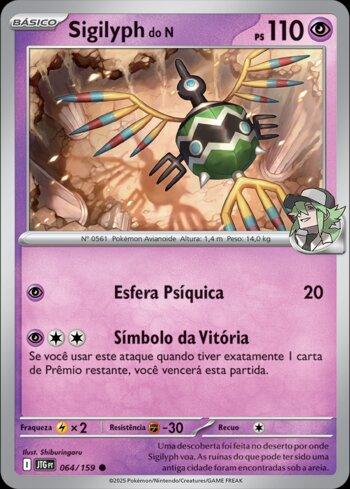 BÁSICO
Sigilyph do N
PS 110
Nº 0561 Pokémon Avianoide Altura: 1,4 m Peso: 14,0 kg
Esfera Psíquica 20
Símbolo da Vitória
Se você usar este ataque quando tiver exatamente 1 carta
de Prêmio restante, você vencerá esta partida.
Fraqueza ×2 Resistência -30 Recuo
Ilust. Shiburingaru
I JTG PT 064/159
Uma descoberta foi feita no deserto onde
Sigilyph voa. As ruínas do que pode ter sido uma
antiga cidade foram encontradas sob a areia.
©2025 Pokémon/Nintendo/Creatures/GAME FREAK